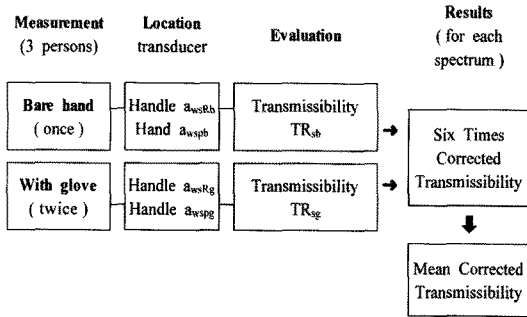 Measurement
(3 persons)
Location
transducer
Evaluation
Results
( for each
spectrum )
Bare hand
( once )
Handle a_wsRb
Hand a_wspb
Transmissibility
TR_sb
With glove
( twice )
Handle a_wsRg
Handle a_wspg
Transmissibility
TR_sg
Six Times
Corrected
Transmissibility
Mean Corrected
Transmissibility